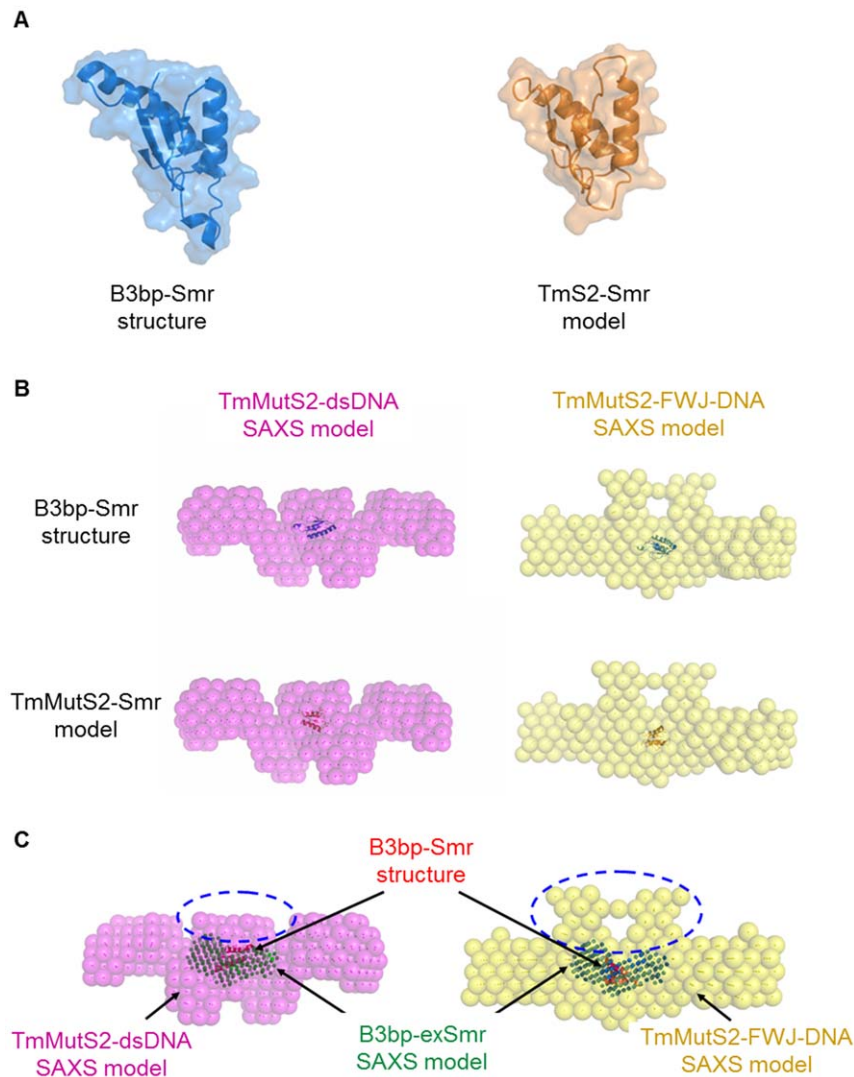 A
B3bp-Smr
structure
TmS2-Smr
model
B
TmMutS2-dsDNA
SAXS model
TmMutS2-FWJ-DNA
SAXS model
B3bp-Smr
structure
TmMutS2-Smr
model
C
B3bp-Smr
structure
TmMutS2-dsDNA
SAXS model
B3bp-exSmr
SAXS model
TmMutS2-FWJ-DNA
SAXS model